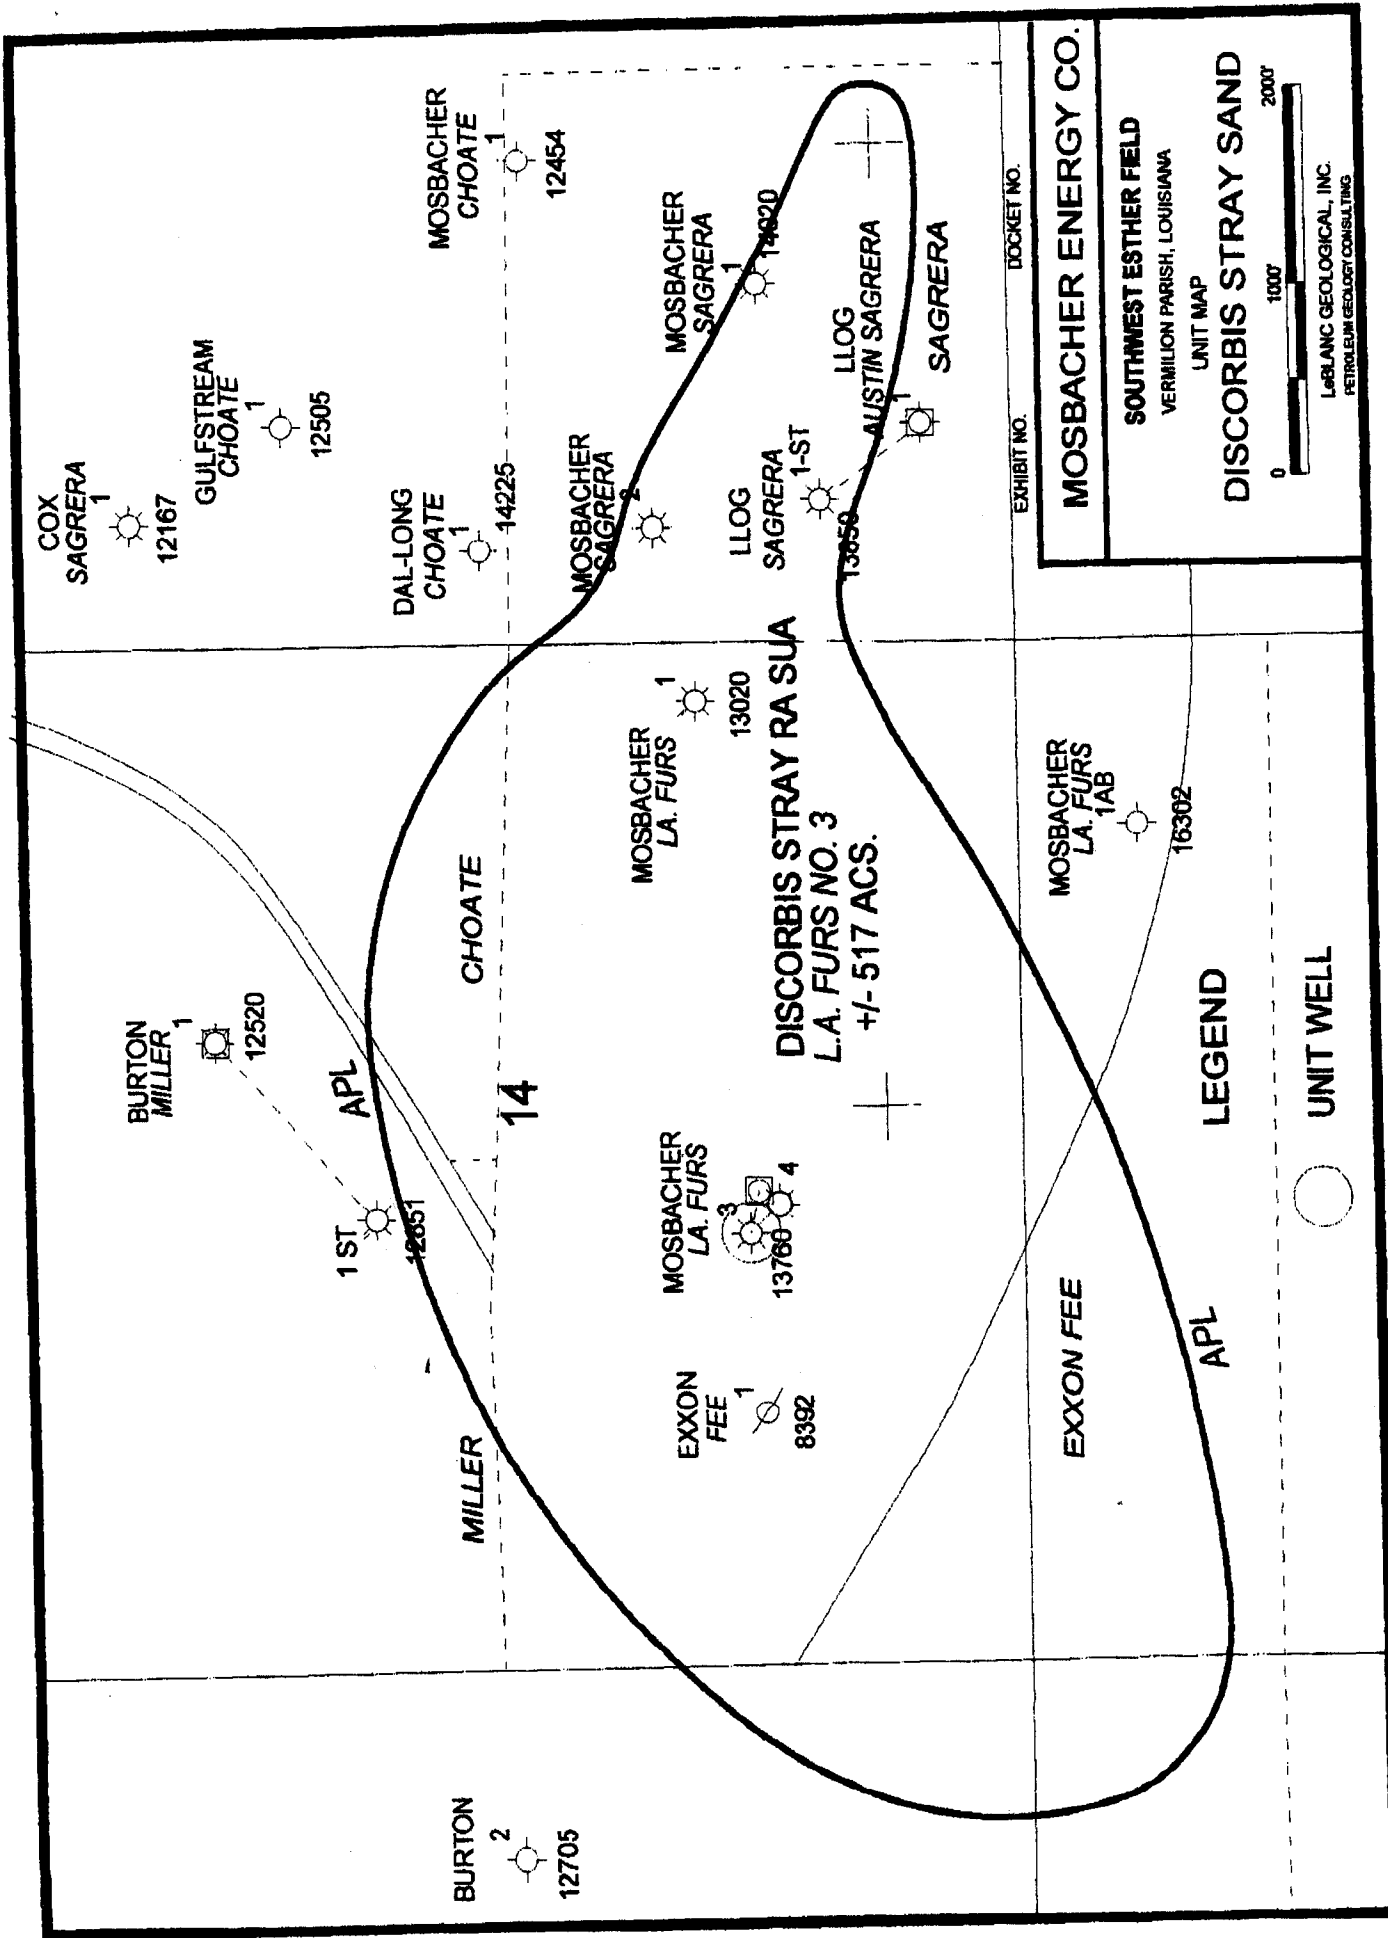 COX
SAGRERA
1
12167
GULFSTREAM
CHOATE
1
12505
MOSBACHER
CHOATE
1
12454
DAL-LONG
CHOATE
1
14225
BURTON
MILLER
1
12520
1 ST
12651
APL
BURTON
2
12705
MILLER
CHOATE
14
MOSBACHER
SAGRERA
2
MOSBACHER
SAGRERA
1
14020
LLOG
SAGRERA
1-ST
13850
LLOG
AUSTIN SAGRERA
1
SAGRERA
MOSBACHER
LA. FURS
1
13020
MOSBACHER
LA. FURS
3
4
13760
EXXON
FEE
1
8392
DISCORBIS STRAY RA SUA
L.A. FURS NO. 3
+/- 517 ACS.
MOSBACHER
LA. FURS
1AB
16302
EXXON FEE
APL
LEGEND
UNIT WELL
EXHIBIT NO.
DOCKET NO.
MOSBACHER ENERGY CO.
SOUTHWEST ESTHER FIELD
VERMILION PARISH, LOUISIANA
UNIT MAP
DISCORBIS STRAY SAND
0 1000' 2000'
LeBLANC GEOLOGICAL, INC.
PETROLEUM GEOLOGY CONSULTING